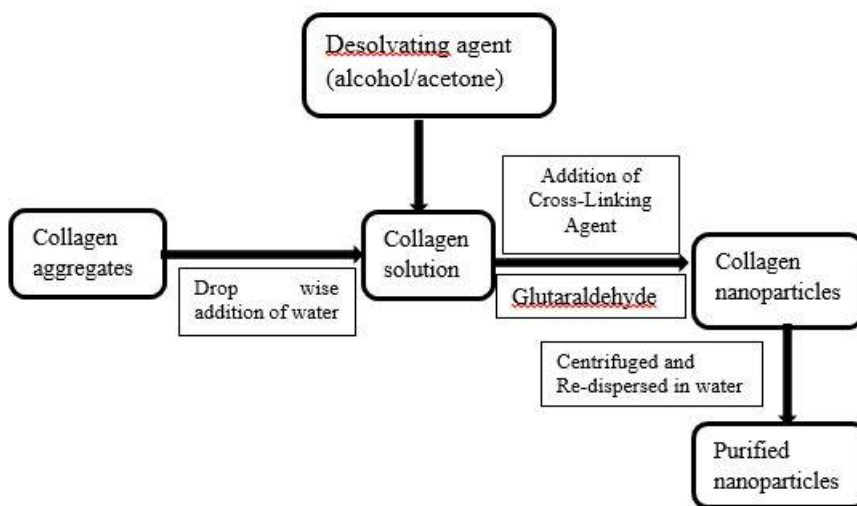 Desolvating agent
(alcohol/acetone)
Addition of
Cross-Linking
Agent
Collagen
aggregates
Collagen
solution
Collagen
nanoparticles
Drop wise
addition of water
Glutaraldehyde
Centrifuged and
Re-dispersed in water
Purified
nanoparticles